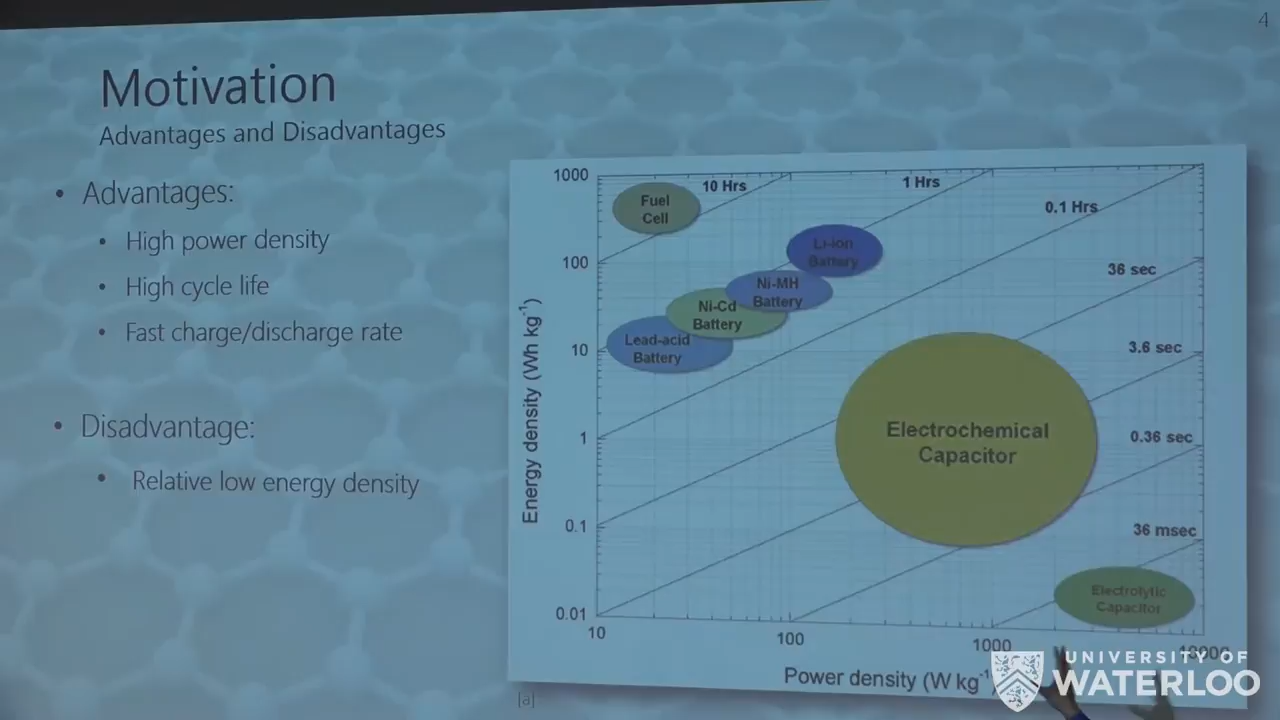 4
Motivation
Advantages and Disadvantages
• Advantages:
• High power density
• High cycle life
• Fast charge/discharge rate
• Disadvantage:
• Relative low energy density
[a]
1000
100
10
1
0.1
0.01
Energy density (Wh kg⁻¹)
10 Hrs
1 Hrs
0.1 Hrs
36 sec
3.6 sec
0.36 sec
36 msec
Fuel
Cell
Li-ion
Battery
Ni-MH
Battery
Ni-Cd
Battery
Lead-acid
Battery
Electrochemical
Capacitor
Electrolytic
Capacitor
10
100
1000
10000
Power density (W kg⁻¹)
UNIVERSITY OF
WATERLOO